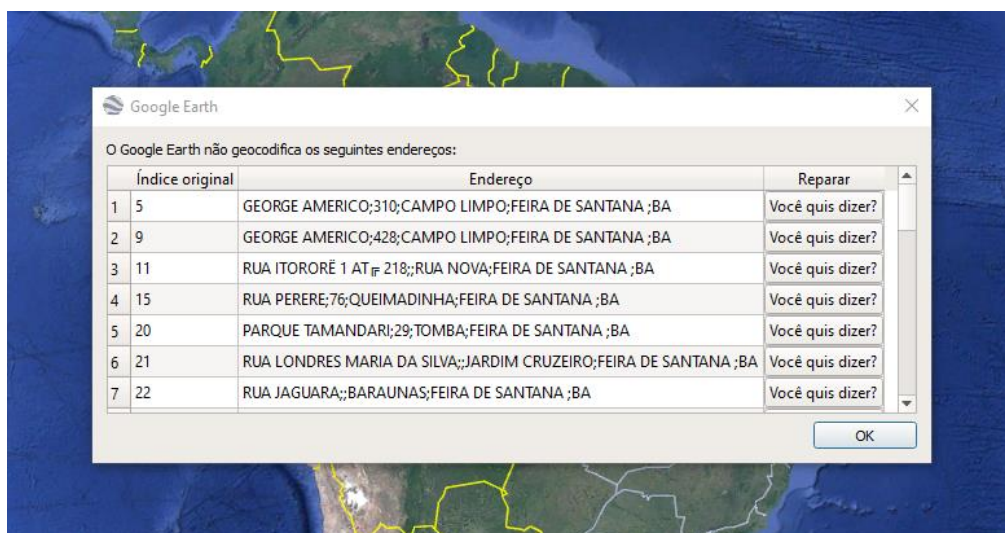 Google Earth
O Google Earth não geocodifica os seguintes endereços:
Índice original Endereço Reparar
1 5 GEORGE AMERICO;310;CAMPO LIMPO;FEIRA DE SANTANA ;BA Você quis dizer?
2 9 GEORGE AMERICO;428;CAMPO LIMPO;FEIRA DE SANTANA ;BA Você quis dizer?
3 11 RUA ITORORË 1 AT╔ 218;;RUA NOVA;FEIRA DE SANTANA ;BA Você quis dizer?
4 15 RUA PERERE;76;QUEIMADINHA;FEIRA DE SANTANA ;BA Você quis dizer?
5 20 PARQUE TAMANDARI;29;TOMBA;FEIRA DE SANTANA ;BA Você quis dizer?
6 21 RUA LONDRES MARIA DA SILVA;;JARDIM CRUZEIRO;FEIRA DE SANTANA ;BA Você quis dizer?
7 22 RUA JAGUARA;;BARAUNAS;FEIRA DE SANTANA ;BA Você quis dizer?
OK